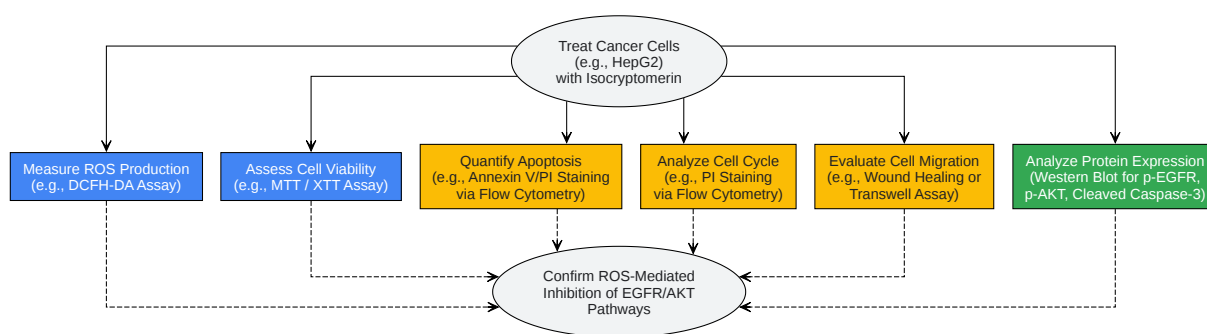 Treat Cancer Cells
(e.g., HepG2)
with Isocryptomerin
Measure ROS Production
(e.g., DCFH-DA Assay)
Assess Cell Viability
(e.g., MTT / XTT Assay)
Quantify Apoptosis
(e.g., Annexin V/PI Staining
via Flow Cytometry)
Analyze Cell Cycle
(e.g., PI Staining
via Flow Cytometry)
Evaluate Cell Migration
(e.g., Wound Healing or
Transwell Assay)
Analyze Protein Expression
(Western Blot for p-EGFR,
p-AKT, Cleaved Caspase-3)
Confirm ROS-Mediated
Inhibition of EGFR/AKT
Pathways